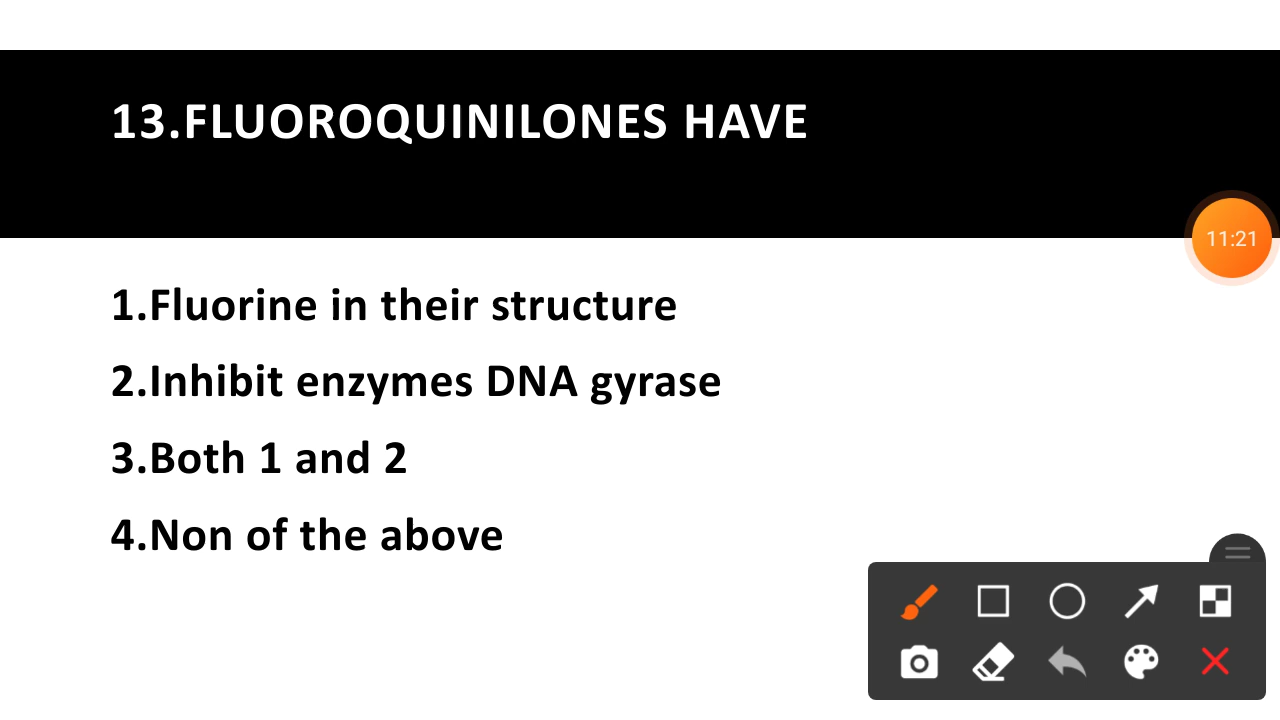 13.FLUOROQUINILONES HAVE
11:21
1.Fluorine in their structure
2.Inhibit enzymes DNA gyrase
3.Both 1 and 2
4.Non of the above